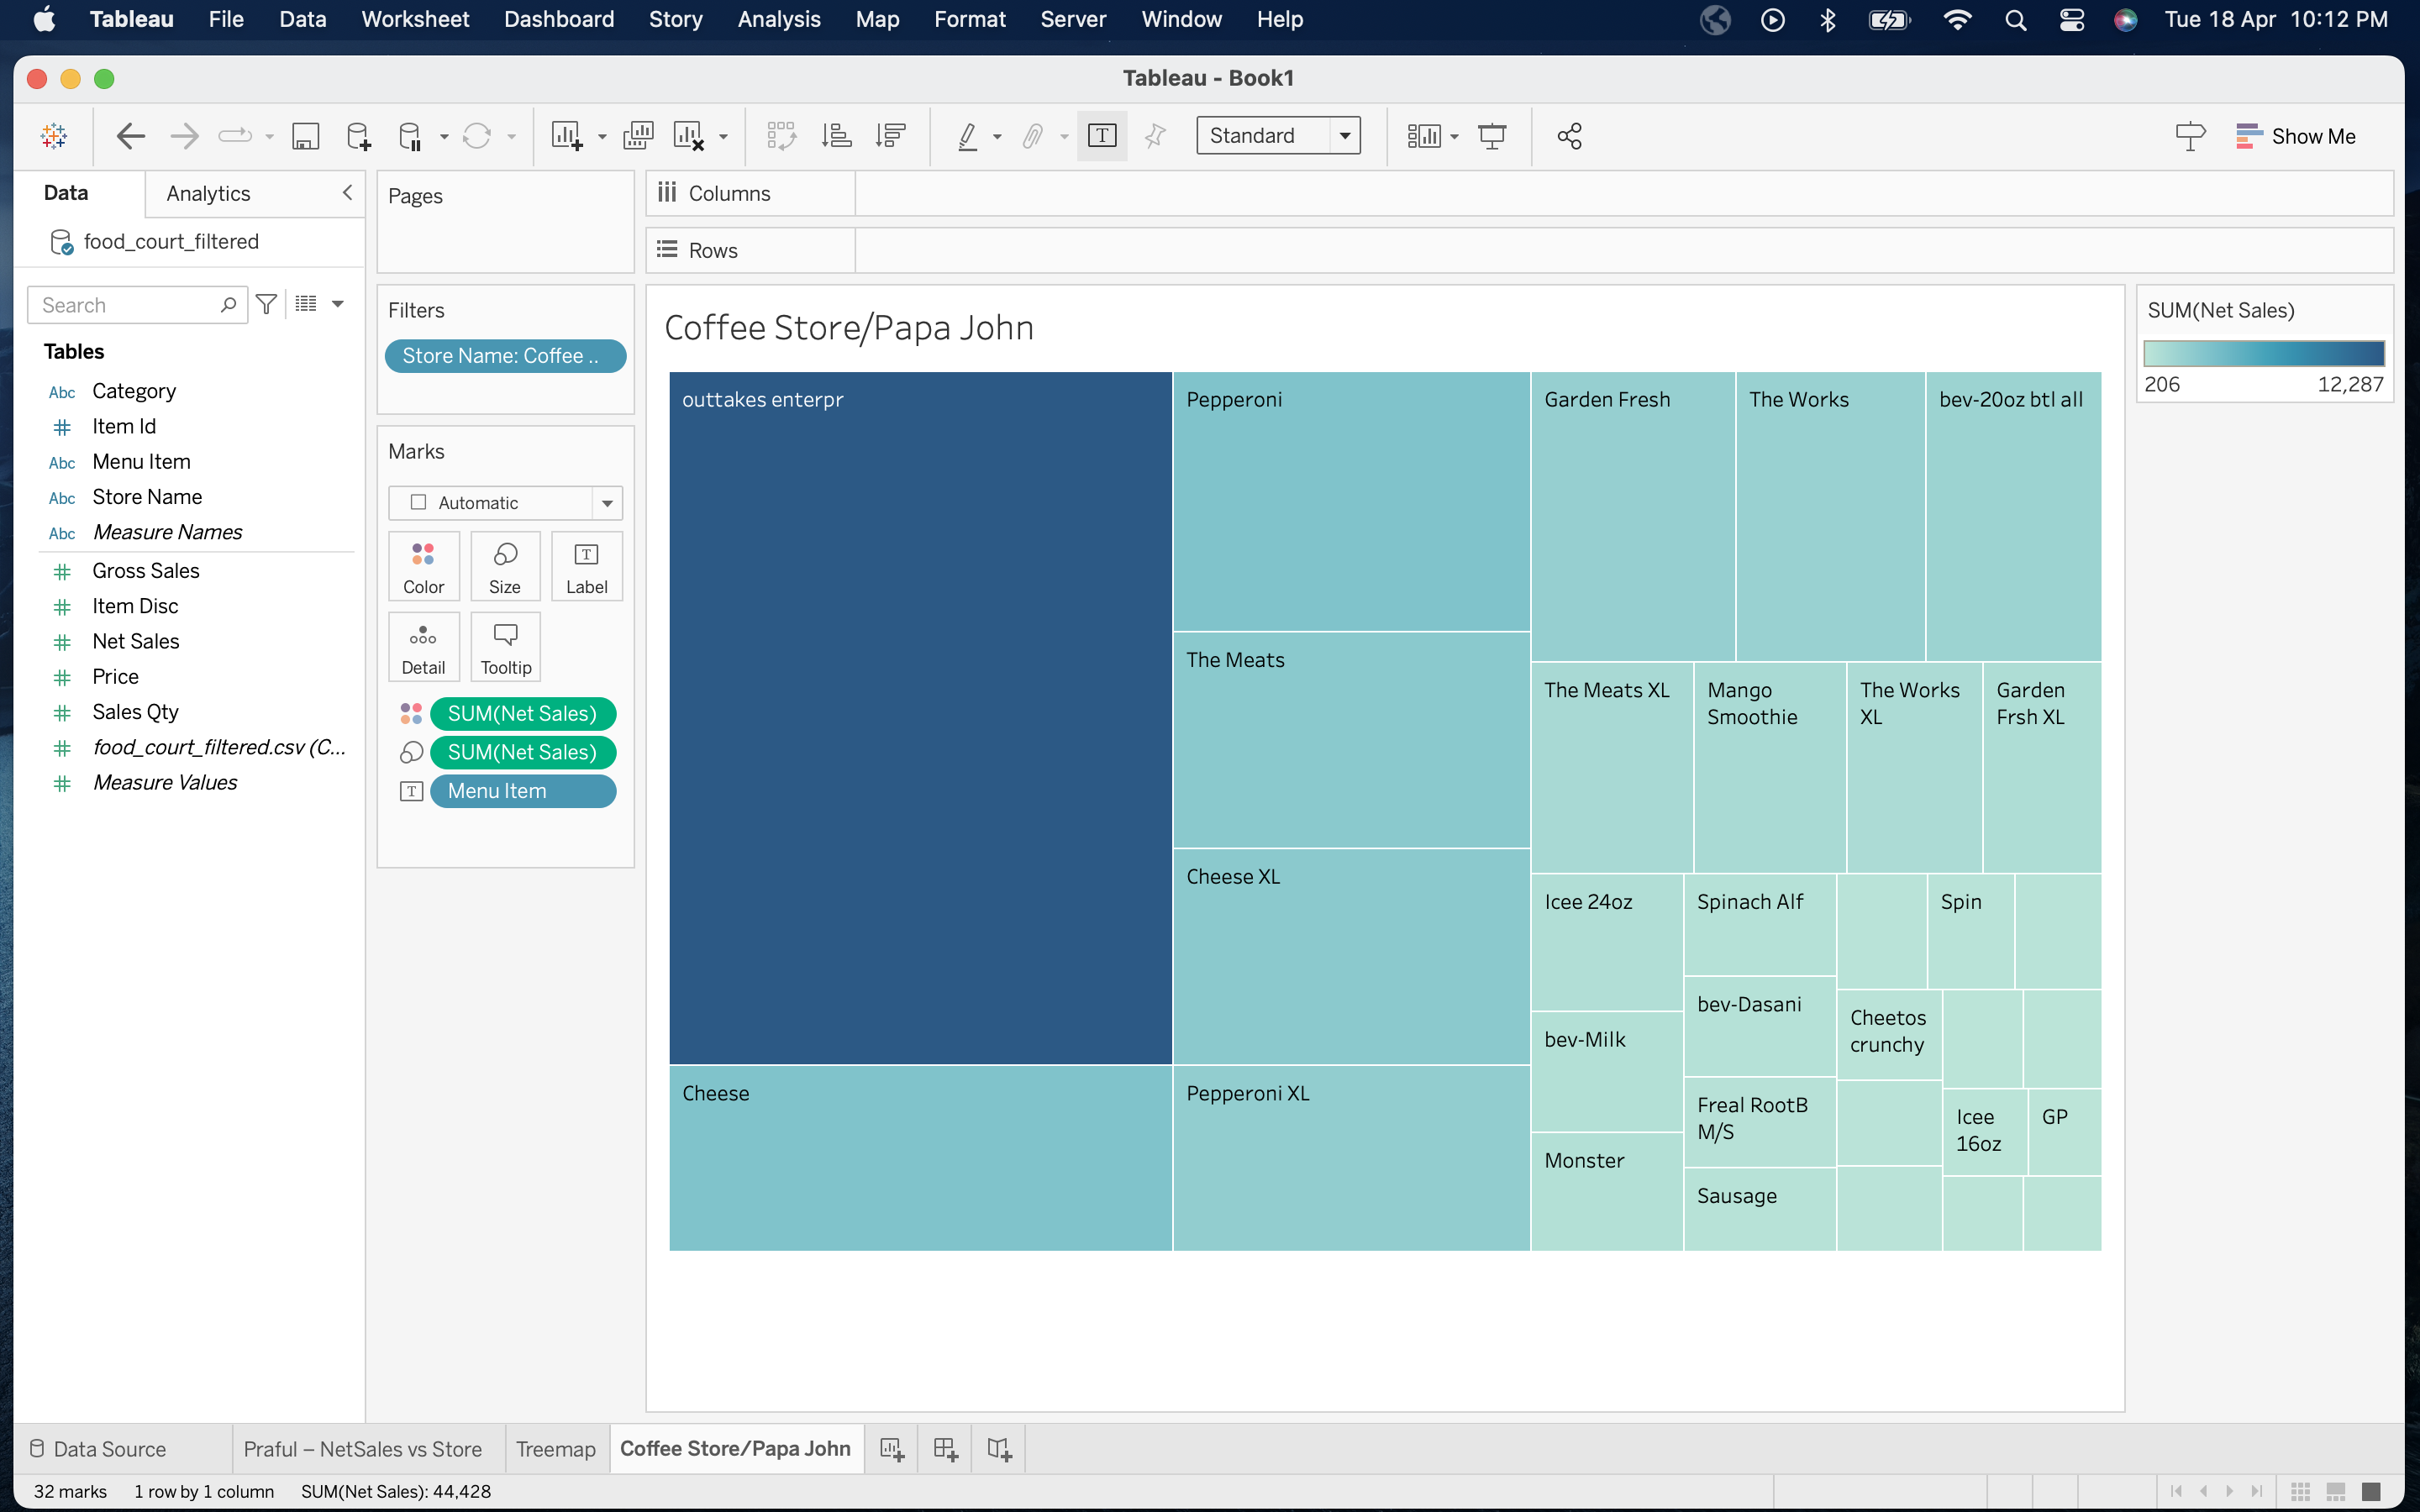 Tableau File Data Worksheet Dashboard Story Analysis Map Format Server Window Help Tue 18 Apr 10:12 PM
Tableau - Book1
Standard
Show Me
Data Analytics
food_court_filtered
Search
Tables
Abc Category
# Item Id
Abc Menu Item
Abc Store Name
Abc Measure Names
# Gross Sales
# Item Disc
# Net Sales
# Price
# Sales Qty
# food_court_filtered.csv (C...
# Measure Values
Pages
Filters
Store Name: Coffee ..
Marks
Automatic
Color Size T Label
Detail Tooltip
SUM(Net Sales)
SUM(Net Sales)
T Menu Item
Columns
Rows
Coffee Store/Papa John
outtakes enterpr
Cheese
Pepperoni
The Meats
Cheese XL
Pepperoni XL
Garden Fresh
The Works
bev-20oz btl all
The Meats XL
Mango
Smoothie
The Works
XL
Garden
Frsh XL
Icee 24oz
bev-Milk
Monster
Spinach Alf
bev-Dasani
Freal RootB
M/S
Sausage
Spin
Cheetos
crunchy
Icee
16oz
GP
SUM(Net Sales)
206 12,287
Data Source Praful – NetSales vs Store Treemap Coffee Store/Papa John
32 marks 1 row by 1 column SUM(Net Sales): 44,428